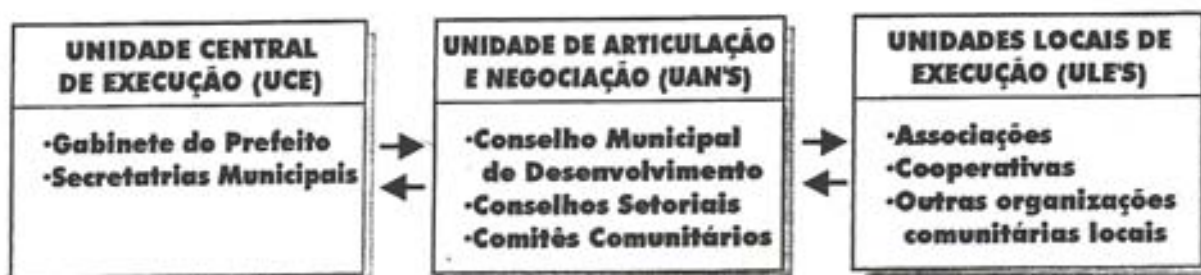 UNIDADE CENTRAL
DE EXECUÇÃO (UCE)
·Gabinete do Prefeito
·Secretatrias Municipais
UNIDADE DE ARTICULAÇÃO
E NEGOCIAÇÃO (UAN'S)
·Conselho Municipal
de Desenvolvimento
·Conselhos Setoriais
·Comitês Comunitários
UNIDADES LOCAIS DE
EXECUÇÃO (ULE'S)
·Associações
·Cooperativas
·Outras organizações
comunitárias locais